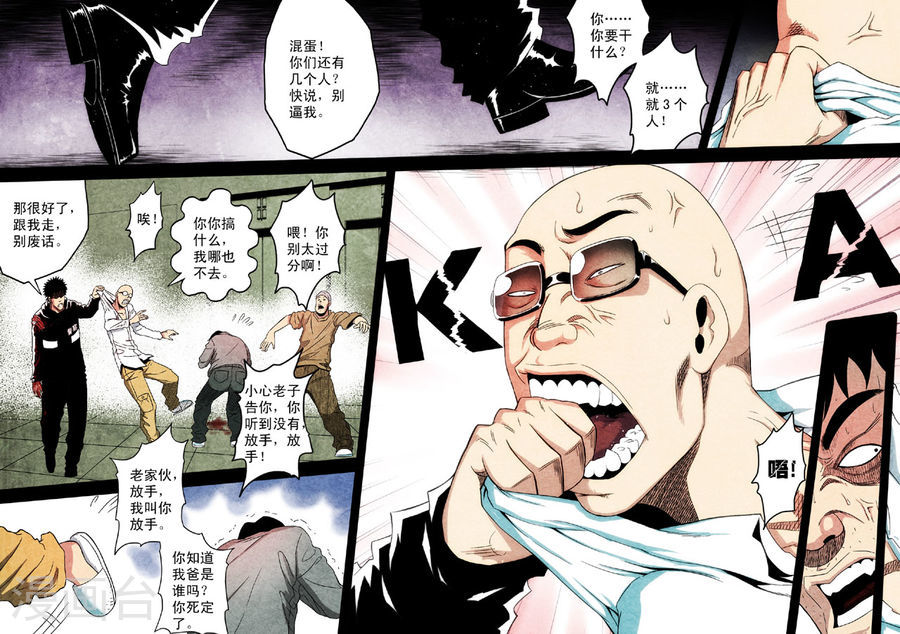 混蛋！
你们还有
几个人？
快说，别
逼我。
你……
你要干
什么？
就……
就3个
人！
那很好了，
跟我走，
别废话。
唉！
你你搞
什么，
我哪也
不去。
喂！你
别太过
分啊！
小心老子
告你，你
听到没有
放手，放
手！
老家伙，
放手，
我叫你
放手。
你知道
我爸是
谁吗？
你死定
了。
KA
唔！
漫画台